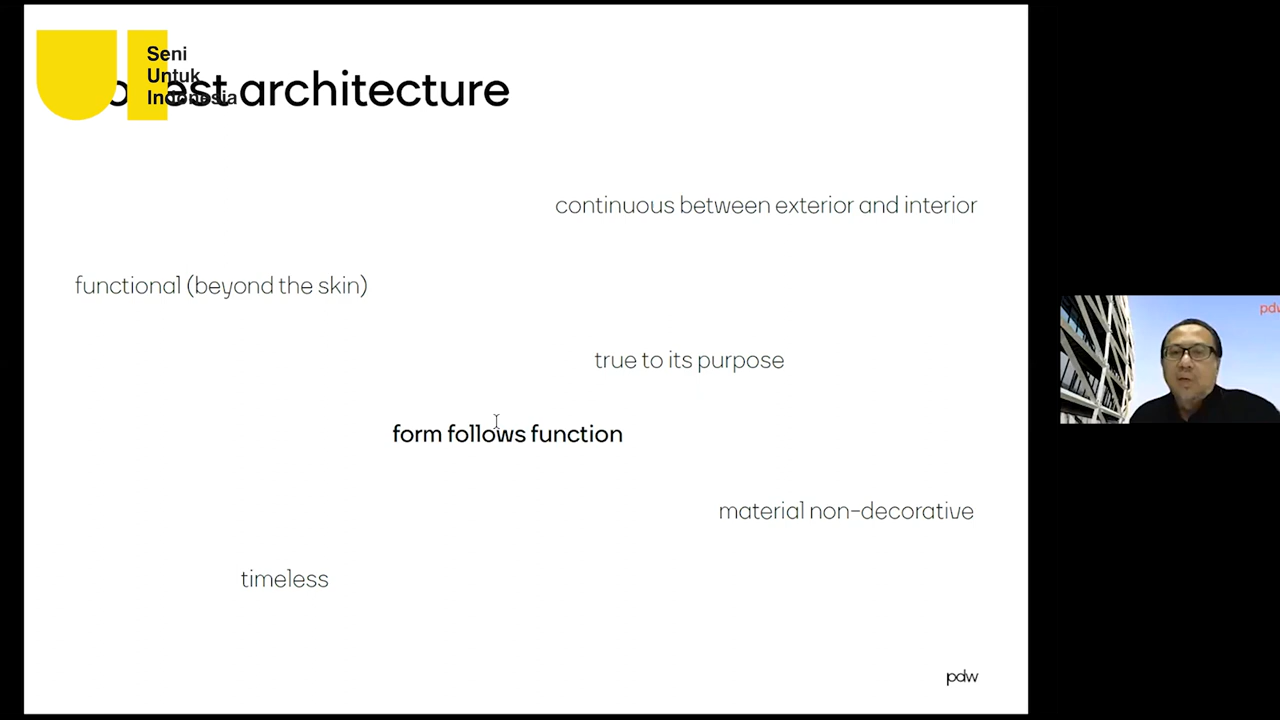 Seni
Untuk
Indonesia
architecture
continuous between exterior and interior
functional (beyond the skin)
true to its purpose
form follows function
material non-decorative
timeless
pdw